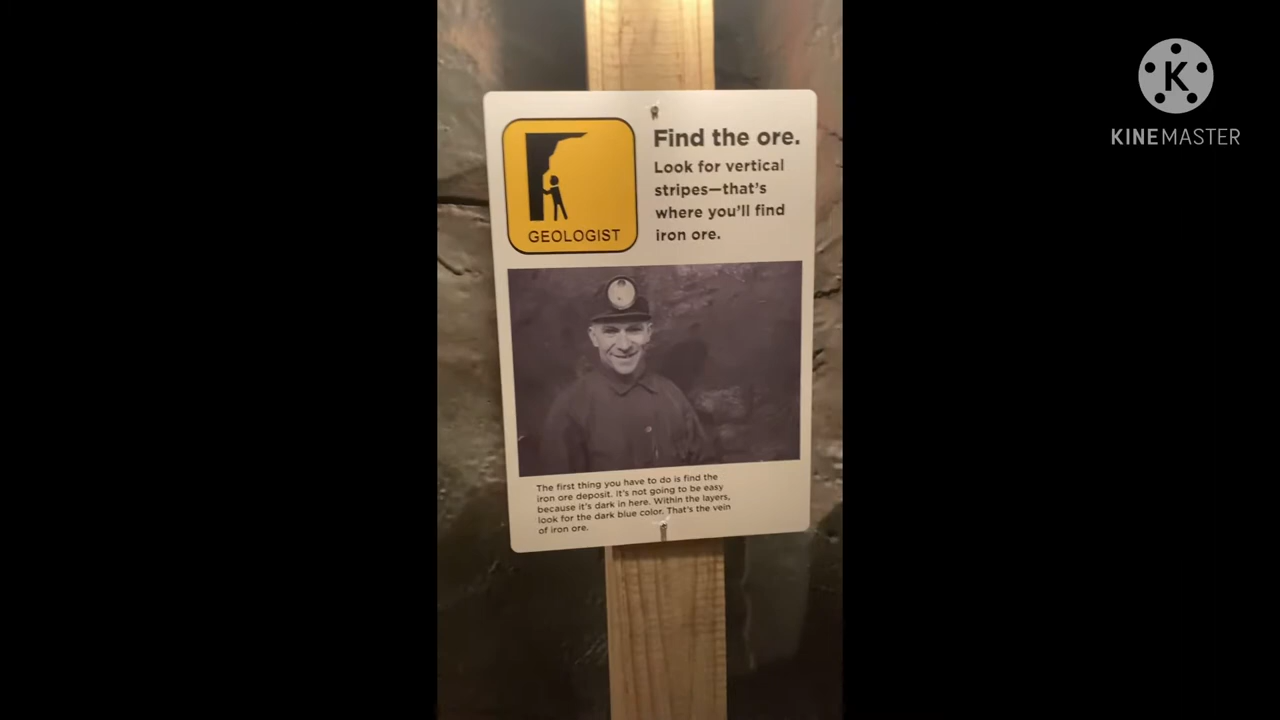 KINEMASTER
Find the ore.
Look for vertical
stripes—that's
where you'll find
iron ore.
GEOLOGIST
The first thing you have to do is find the
iron ore deposit. It's not going to be easy
because it's dark in here. Within the layers,
look for the dark blue color. That's the vein
of iron ore.